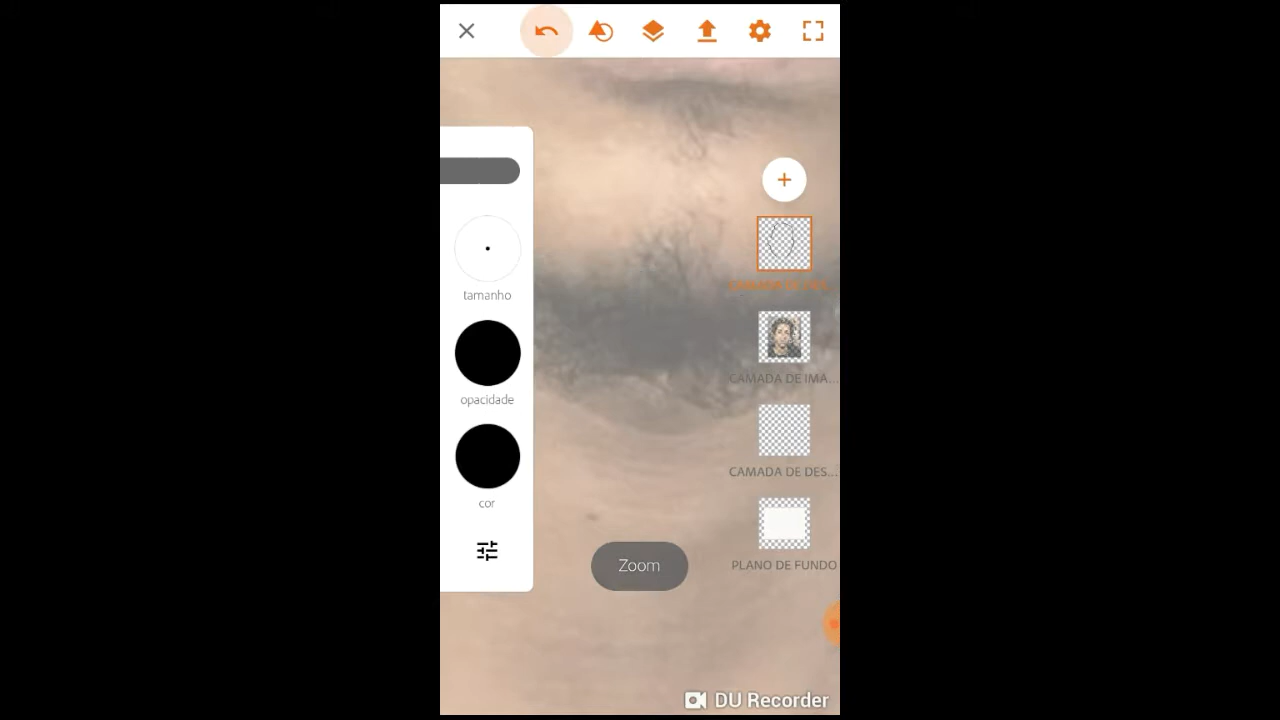 tamanho
opacidade
cor
CAMADA DE IMA...
CAMADA DE DES...
PLANO DE FUNDO
Zoom
DU Recorder